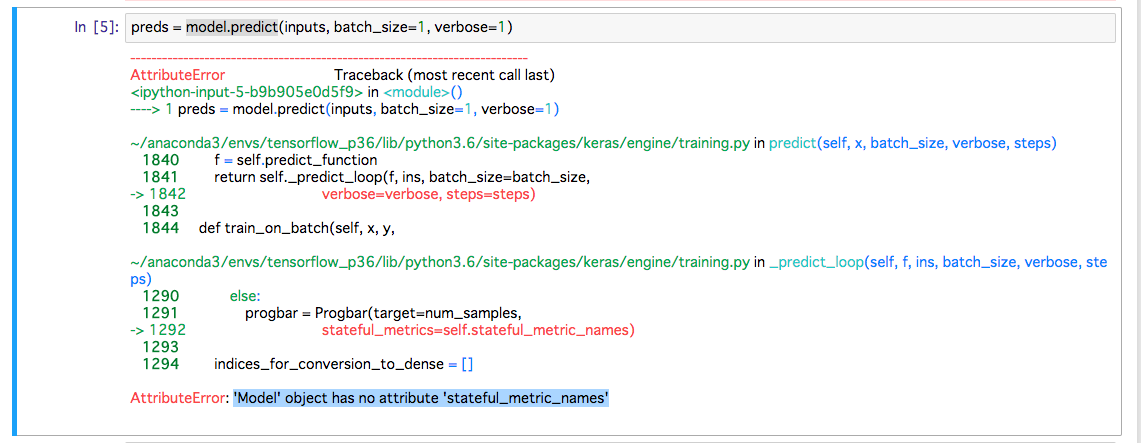 In [5]: preds = model.predict(inputs, batch_size=1, verbose=1)
---------------------------------------------------------------------------
AttributeError Traceback (most recent call last)
<ipython-input-5-b9b905e0d5f9> in <module>()
----> 1 preds = model.predict(inputs, batch_size=1, verbose=1)
~/anaconda3/envs/tensorflow_p36/lib/python3.6/site-packages/keras/engine/training.py in predict(self, x, batch_size, verbose, steps)
1840 f = self.predict_function
1841 return self._predict_loop(f, ins, batch_size=batch_size,
-> 1842 verbose=verbose, steps=steps)
1843
1844 def train_on_batch(self, x, y,
~/anaconda3/envs/tensorflow_p36/lib/python3.6/site-packages/keras/engine/training.py in _predict_loop(self, f, ins, batch_size, verbose, ste
ps)
1290 else:
1291 progbar = Progbar(target=num_samples,
-> 1292 stateful_metrics=self.stateful_metric_names)
1293
1294 indices_for_conversion_to_dense = []
AttributeError: 'Model' object has no attribute 'stateful_metric_names'